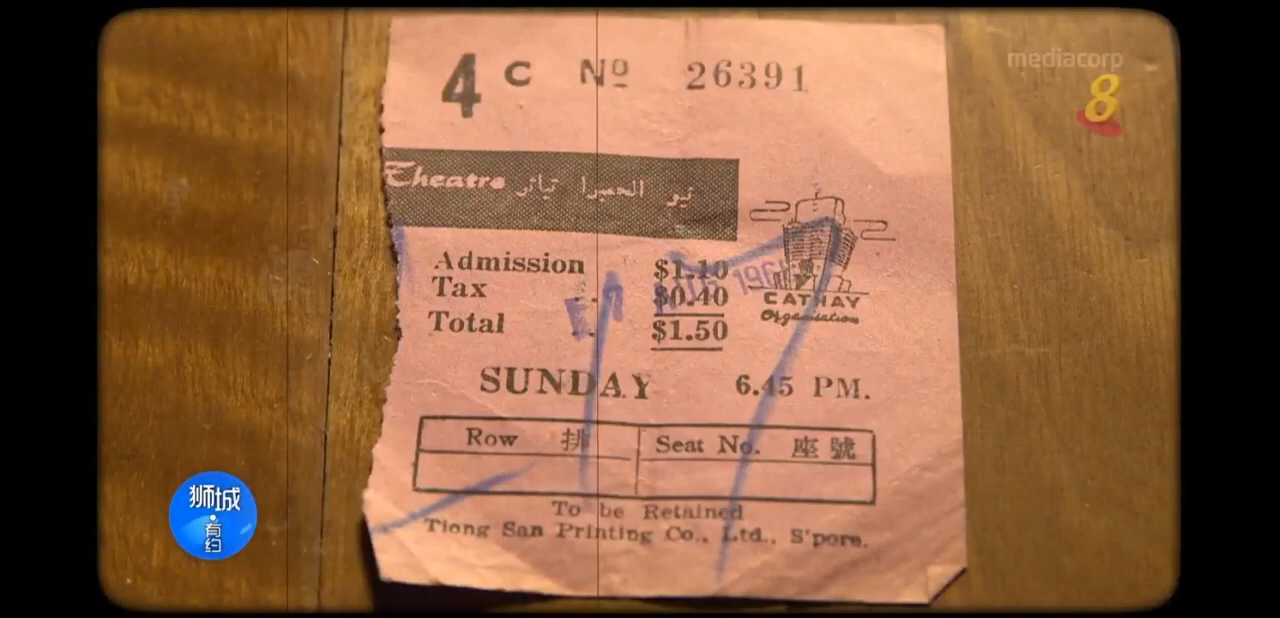 mediacorp
8
4 C Nº 26391
Theatre نيو الحمبرا تياتر
Admission $1.10
Tax .. $0.40
Total .. $1.50
CATHAY
Organisation
SUNDAY 6.45 PM.
Row 排 Seat No. 座號
To be Retained
Tiong San Printing Co., Ltd., S'pore.
狮城
有约